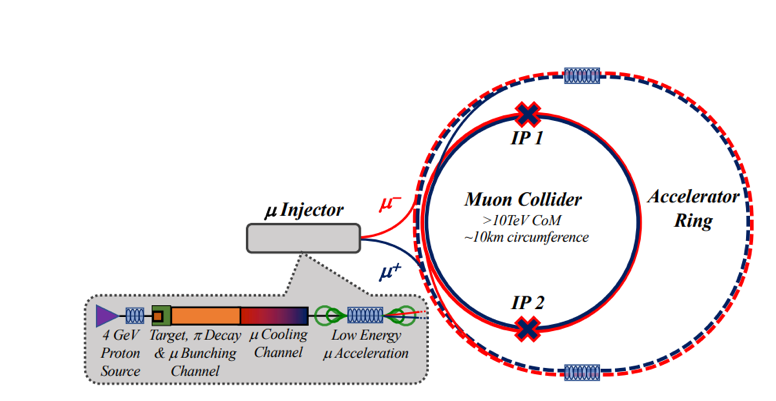 IP 1
Muon Collider
>10TeV CoM
~10km circumference
Accelerator
Ring
μ Injector
μ⁻
μ⁺
IP 2
4 GeV
Proton
Source
Target, π Decay
& μ Bunching
Channel
μ Cooling
Channel
Low Energy
μ Acceleration